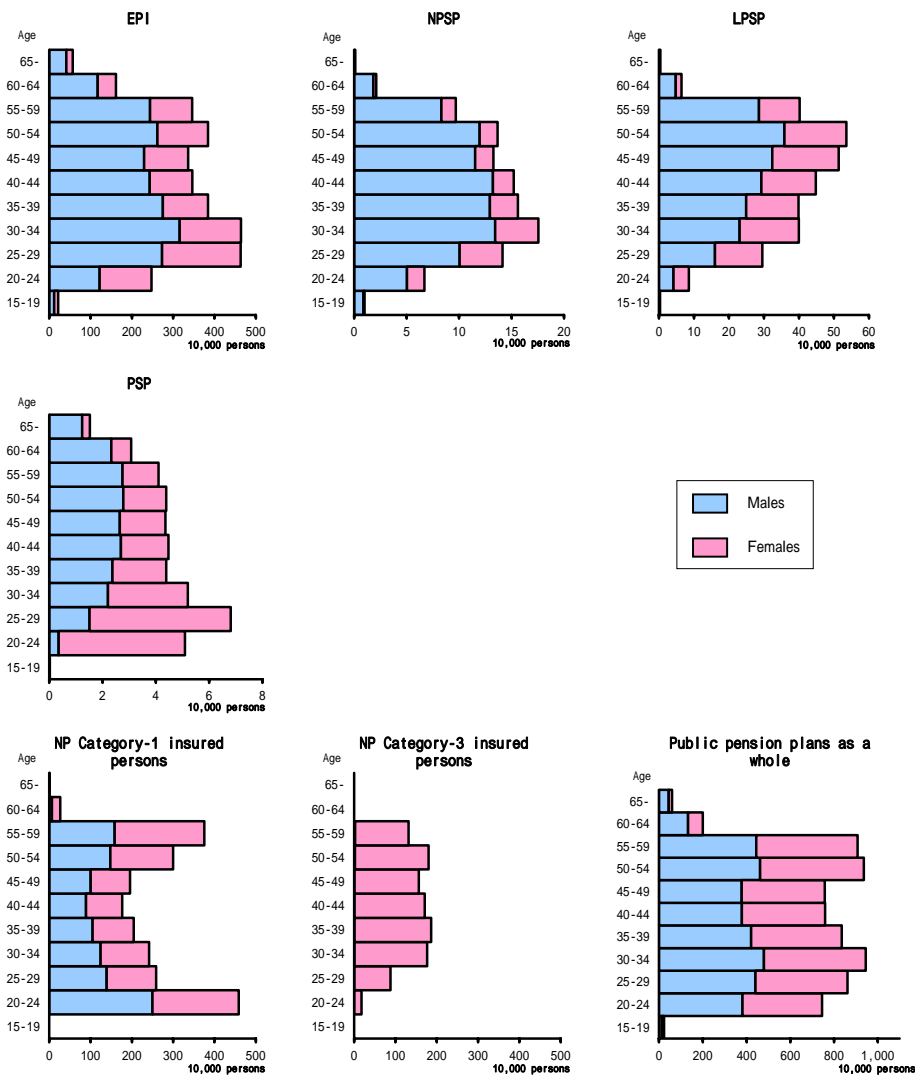 EPI
Age
65-
60-64
55-59
50-54
45-49
40-44
35-39
30-34
25-29
20-24
15-19
0 100 200 300 400 500
10,000 persons
NPSP
Age
65-
60-64
55-59
50-54
45-49
40-44
35-39
30-34
25-29
20-24
15-19
0 5 10 15 20
10,000 persons
LPSP
Age
65-
60-64
55-59
50-54
45-49
40-44
35-39
30-34
25-29
20-24
15-19
0 10 20 30 40 50 60
10,000 persons
PSP
Age
65-
60-64
55-59
50-54
45-49
40-44
35-39
30-34
25-29
20-24
15-19
0 2 4 6 8
10,000 persons
Males
Females
NP Category-1 insured
persons
Age
65-
60-64
55-59
50-54
45-49
40-44
35-39
30-34
25-29
20-24
15-19
0 100 200 300 400 500
10,000 persons
NP Category-3 insured
persons
Age
65-
60-64
55-59
50-54
45-49
40-44
35-39
30-34
25-29
20-24
15-19
0 100 200 300 400 500
10,000 persons
Public pension plans as a
whole
Age
65-
60-64
55-59
50-54
45-49
40-44
35-39
30-34
25-29
20-24
15-19
0 200 400 600 800 1,000
10,000 persons